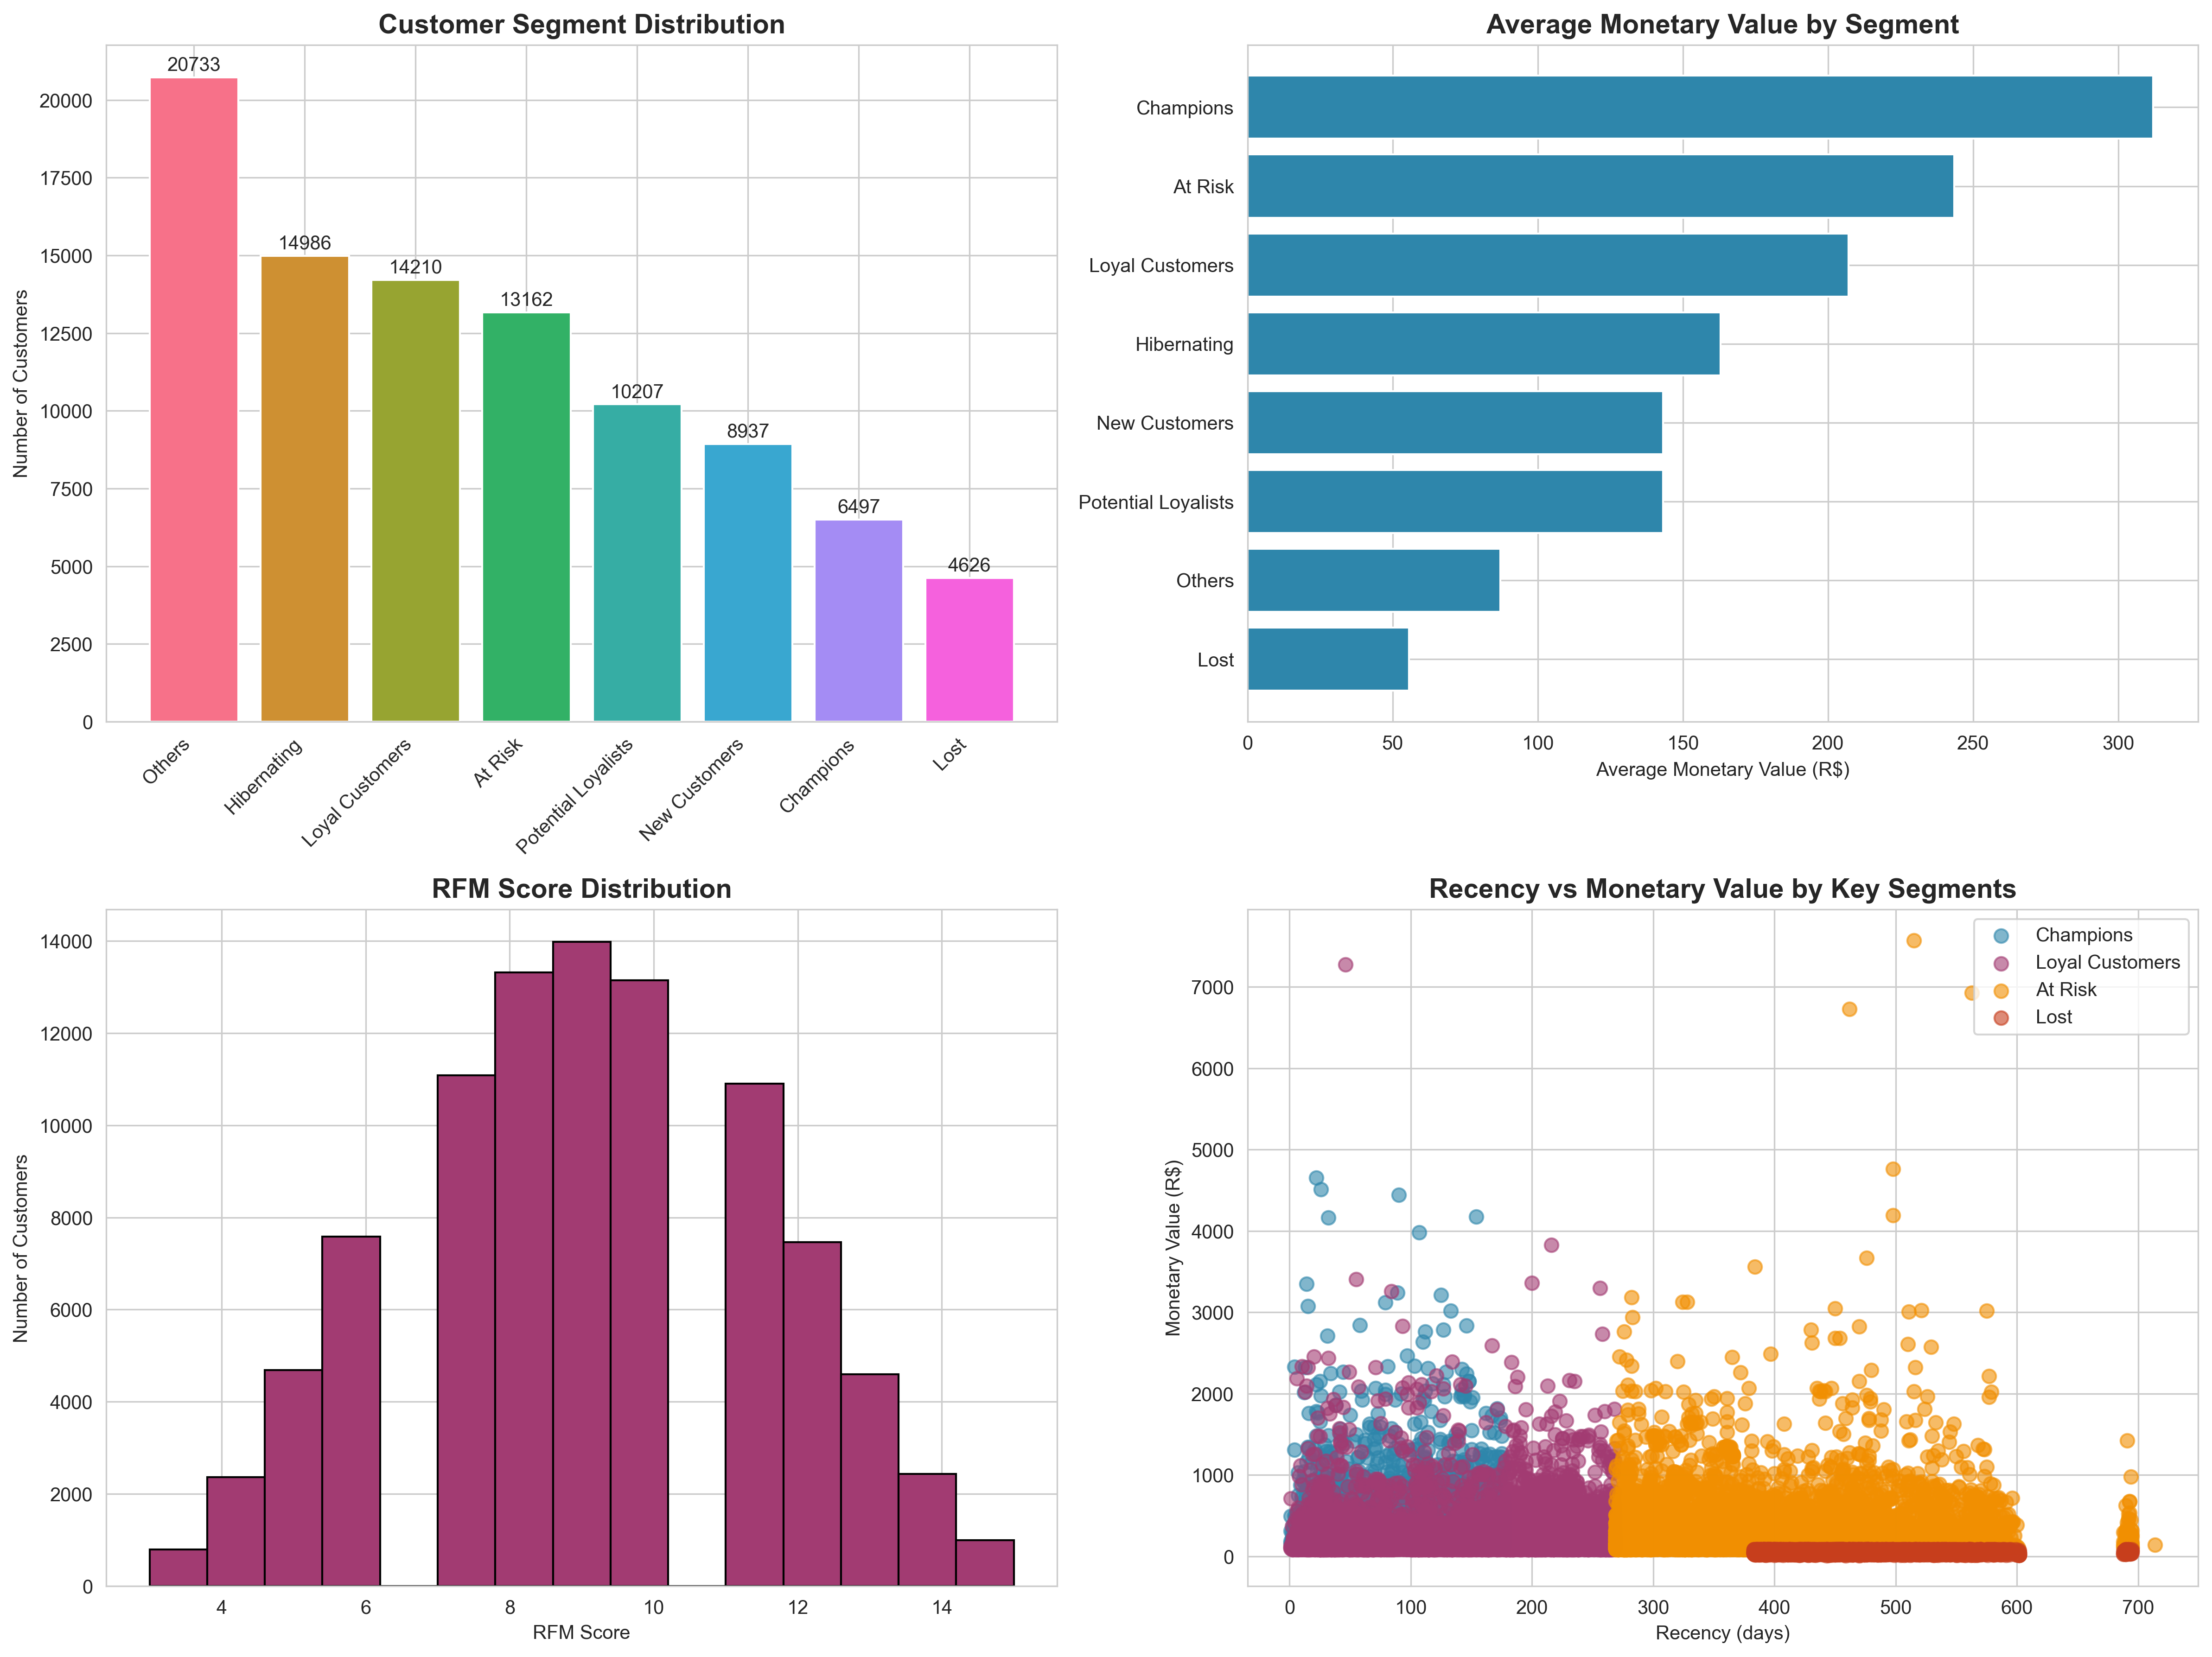 Customer Segment Distribution
Number of Customers
20000
17500
15000
12500
10000
7500
5000
2500
0
20733
14986
14210
13162
10207
8937
6497
4626
Others
Hibernating
Loyal Customers
At Risk
Potential Loyalists
New Customers
Champions
Lost
Average Monetary Value by Segment
Champions
At Risk
Loyal Customers
Hibernating
New Customers
Potential Loyalists
Others
Lost
0 50 100 150 200 250 300
Average Monetary Value (R$)
RFM Score Distribution
Number of Customers
14000
12000
10000
8000
6000
4000
2000
0
4 6 8 10 12 14
RFM Score
Recency vs Monetary Value by Key Segments
Champions
Loyal Customers
At Risk
Lost
Monetary Value (R$)
7000
6000
5000
4000
3000
2000
1000
0
0 100 200 300 400 500 600 700
Recency (days)